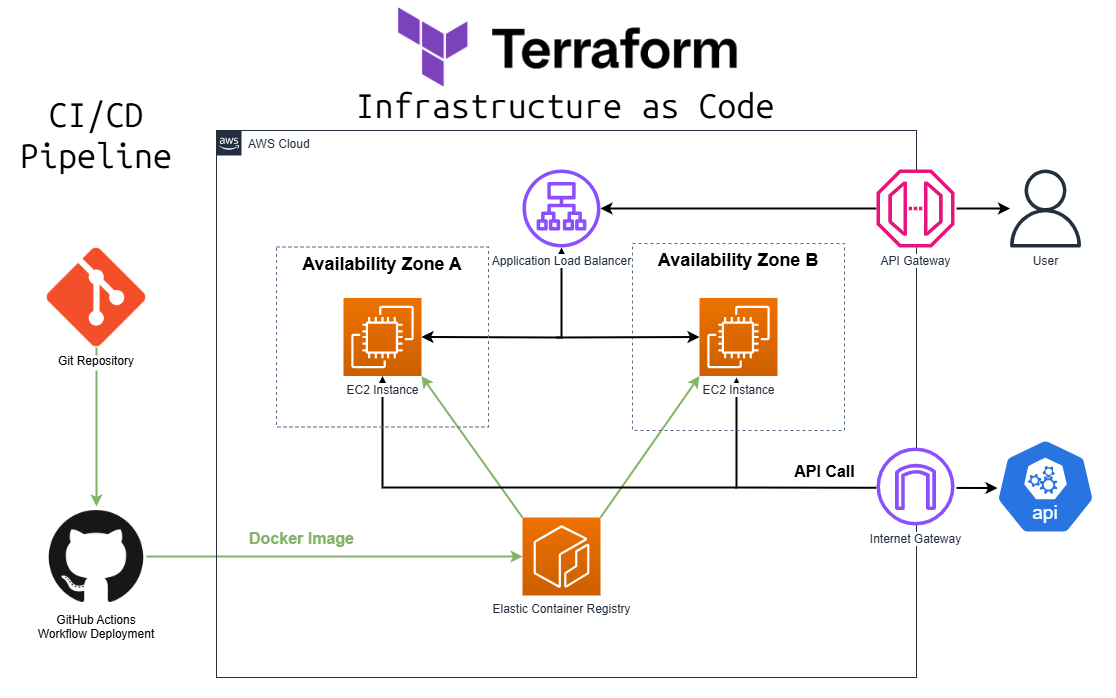 Terraform
Infrastructure as Code
CI/CD
Pipeline
aws
AWS Cloud
Application Load Balancer
API Gateway
User
Availability Zone A
Availability Zone B
EC2 Instance
EC2 Instance
Git Repository
API Call
api
Internet Gateway
Docker Image
Elastic Container Registry
GitHub Actions
Workflow Deployment